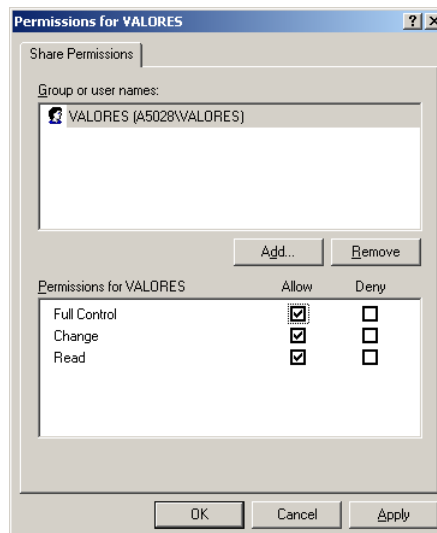 Permissions for VALORES
Share Permissions
Group or user names:
VALORES (A5028\VALORES)
Add... Remove
Permissions for VALORES Allow Deny
Full Control
Change
Read
OK Cancel Apply